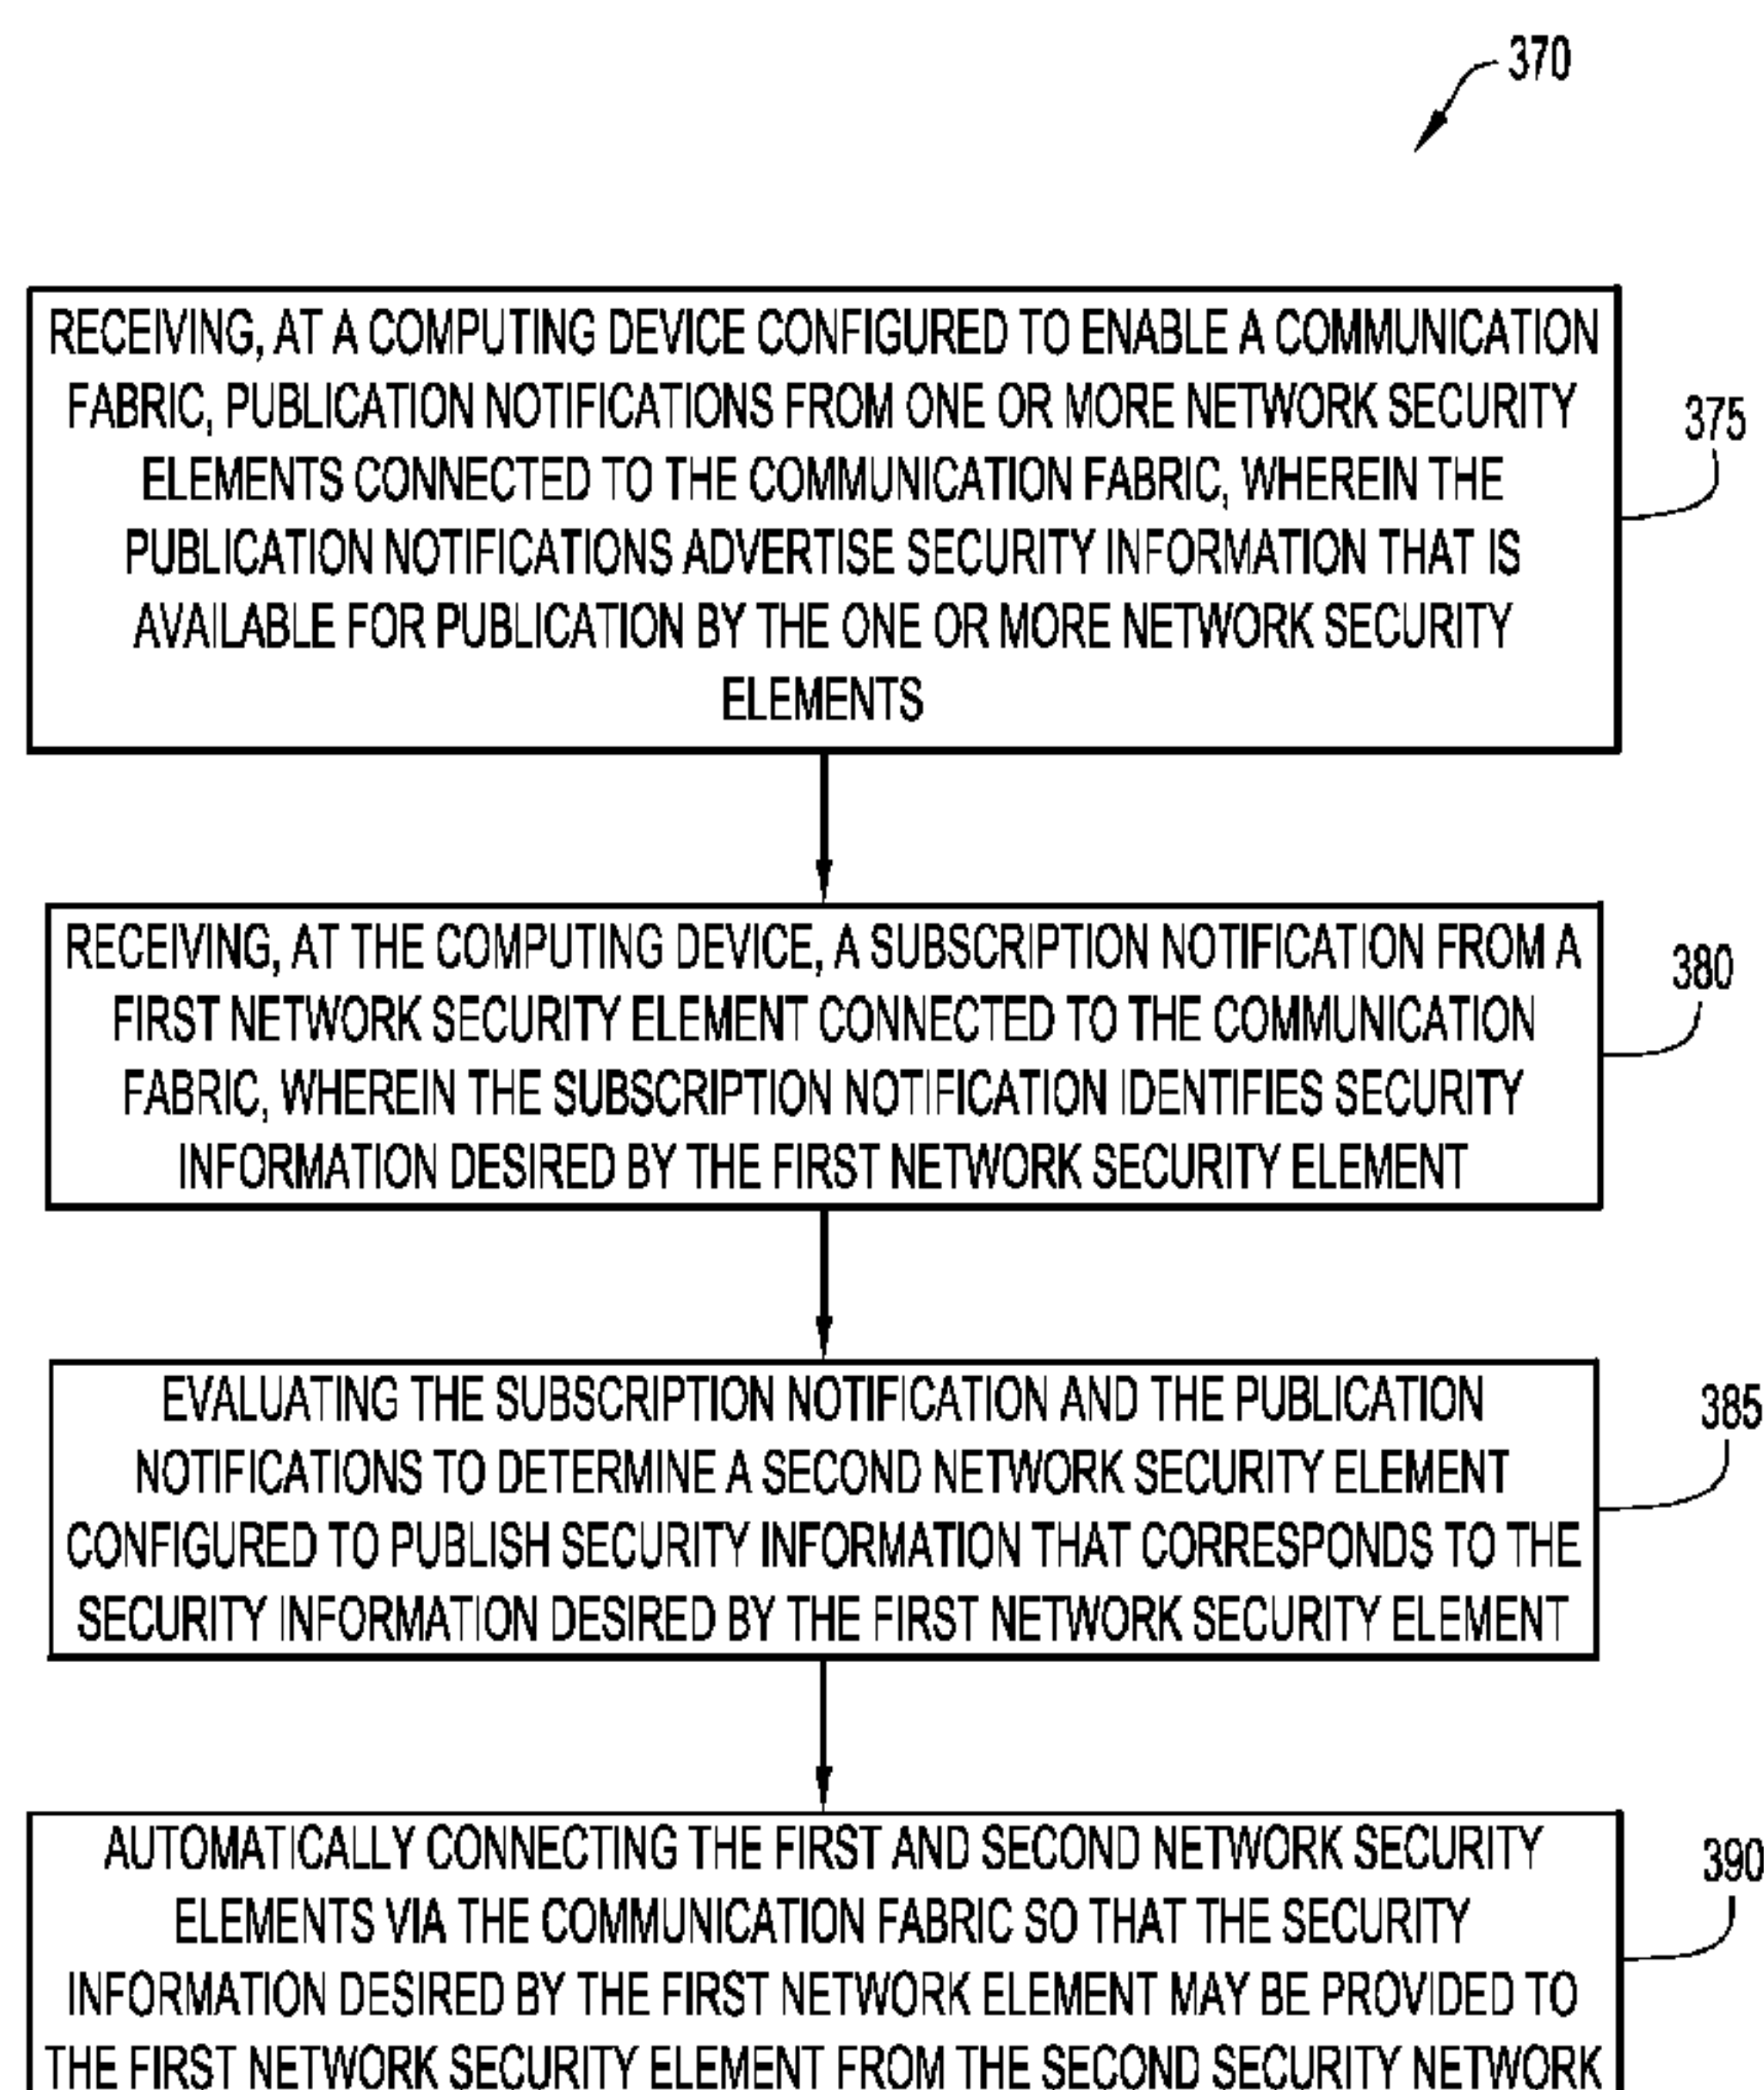 370
RECEIVING, AT A COMPUTING DEVICE CONFIGURED TO ENABLE A COMMUNICATION
FABRIC, PUBLICATION NOTIFICATIONS FROM ONE OR MORE NETWORK SECURITY
ELEMENTS CONNECTED TO THE COMMUNICATION FABRIC, WHEREIN THE
PUBLICATION NOTIFICATIONS ADVERTISE SECURITY INFORMATION THAT IS
AVAILABLE FOR PUBLICATION BY THE ONE OR MORE NETWORK SECURITY
ELEMENTS
375
RECEIVING, AT THE COMPUTING DEVICE, A SUBSCRIPTION NOTIFICATION FROM A
FIRST NETWORK SECURITY ELEMENT CONNECTED TO THE COMMUNICATION
FABRIC, WHEREIN THE SUBSCRIPTION NOTIFICATION IDENTIFIES SECURITY
INFORMATION DESIRED BY THE FIRST NETWORK SECURITY ELEMENT
380
EVALUATING THE SUBSCRIPTION NOTIFICATION AND THE PUBLICATION
NOTIFICATIONS TO DETERMINE A SECOND NETWORK SECURITY ELEMENT
CONFIGURED TO PUBLISH SECURITY INFORMATION THAT CORRESPONDS TO THE
SECURITY INFORMATION DESIRED BY THE FIRST NETWORK SECURITY ELEMENT
385
AUTOMATICALLY CONNECTING THE FIRST AND SECOND NETWORK SECURITY
ELEMENTS VIA THE COMMUNICATION FABRIC SO THAT THE SECURITY
INFORMATION DESIRED BY THE FIRST NETWORK ELEMENT MAY BE PROVIDED TO
THE FIRST NETWORK SECURITY ELEMENT FROM THE SECOND SECURITY NETWORK
390